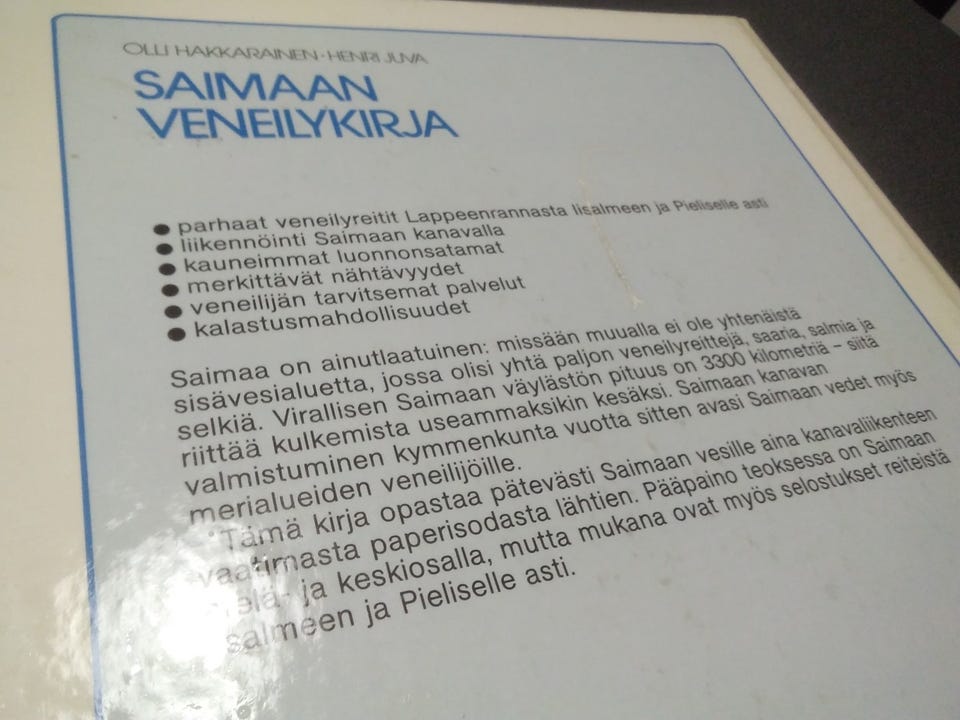 OLLI HAKKARAINEN · HENRI JUVA
SAIMAAN
VENEILYKIRJA
● parhaat veneilyreitit Lappeenrannasta Iisalmeen ja Pieliselle asti
● liikennöinti Saimaan kanavalla
● kauneimmat luonnonsatamat
● merkittävät nähtävyydet
● veneilijän tarvitsemat palvelut
● kalastusmahdollisuudet
Saimaa on ainutlaatuinen: missään muualla ei ole yhtenäistä
sisävesialuetta, jossa olisi yhtä paljon veneilyreittejä, saaria, salmia ja
selkiä. Virallisen Saimaan väylästön pituus on 3300 kilometriä – siitä
riittää kulkemista useammaksikin kesäksi. Saimaan kanavan
valmistuminen kymmenkunta vuotta sitten avasi Saimaan vedet myös
merialueiden veneilijöille.
Tämä kirja opastaa pätevästi Saimaan vesille aina kanavaliikenteen
vaatimasta paperisodasta lähtien. Pääpaino teoksessa on Saimaan
etelä- ja keskiosalla, mutta mukana ovat myös selostukset reiteistä
Iisalmeen ja Pieliselle asti.